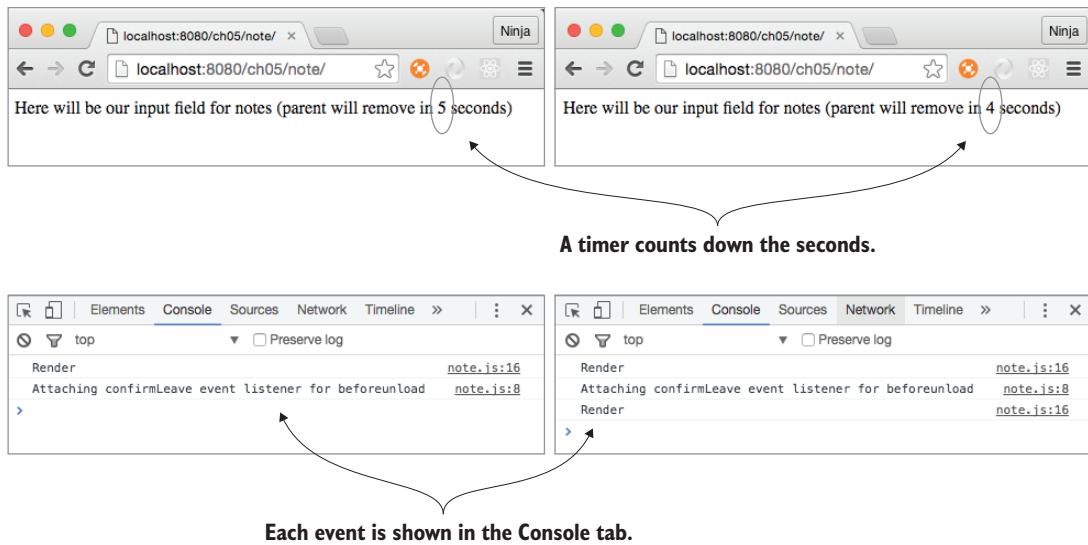 localhost:8080/ch05/note/ ×
Ninja
localhost:8080/ch05/note/
Here will be our input field for notes (parent will remove in 5 seconds)
localhost:8080/ch05/note/ ×
Ninja
localhost:8080/ch05/note/
Here will be our input field for notes (parent will remove in 4 seconds)
A timer counts down the seconds.
Elements Console Sources Network Timeline »
top ▼ Preserve log
Render note.js:16
Attaching confirmLeave event listener for beforeunload note.js:8
>
Elements Console Sources Network Timeline »
top ▼ Preserve log
Render note.js:16
Attaching confirmLeave event listener for beforeunload note.js:8
Render note.js:16
>
Each event is shown in the Console tab.